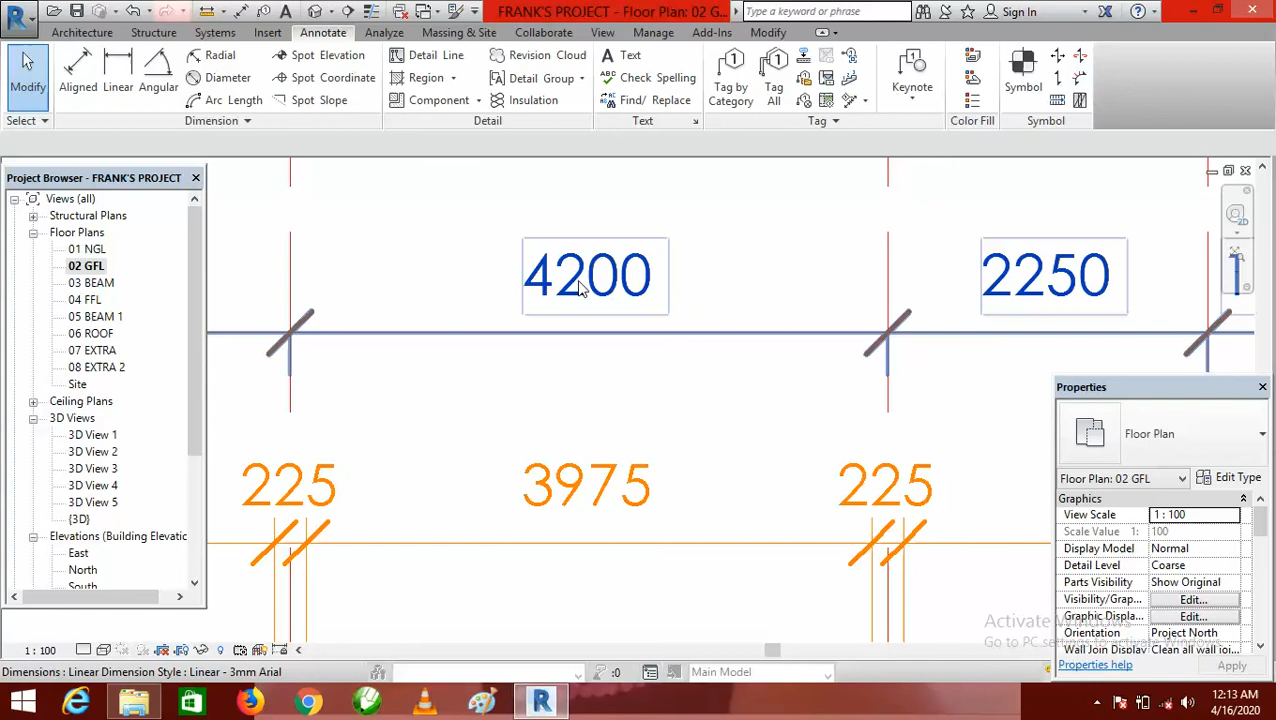 FRANK'S PROJECT - Floor Plan: 02 GFL
Type a keyword or phrase
Sign In
Architecture Structure Systems Insert Annotate Analyze Massing & Site Collaborate View Manage Add-Ins Modify
Modify
Select
Aligned
Linear
Angular
Radial
Diameter
Arc Length
Spot Elevation
Spot Coordinate
Spot Slope
Dimension
Detail Line
Region
Component
Revision Cloud
Detail Group
Insulation
Detail
Text
Check Spelling
Find/ Replace
Text
Tag by
Category
Tag
All
Tag
Keynote
Color Fill
Symbol
Symbol
Project Browser - FRANK'S PROJECT
Views (all)
Structural Plans
Floor Plans
01 NGL
02 GFL
03 BEAM
04 FFL
05 BEAM 1
06 ROOF
07 EXTRA
08 EXTRA 2
Site
Ceiling Plans
3D Views
3D View 1
3D View 2
3D View 3
3D View 4
3D View 5
{3D}
Elevations (Building Elevatic
East
North
South
4200
2250
225
3975
225
Properties
Floor Plan
Floor Plan: 02 GFL
Edit Type
Graphics
View Scale 1 : 100
Scale Value 1: 100
Display Model Normal
Detail Level Coarse
Parts Visibility Show Original
Visibility/Grap... Edit...
Graphic Displa... Edit...
Orientation Project North
Wall Join Display Clean all wall joi...
Properties help
Apply
Activate Windows
Go to PC settings to activate Windows.
1 : 100
Dimensions : Linear Dimension Style : Linear - 3mm Arial
:0
Main Model
12:13 AM
4/16/2020